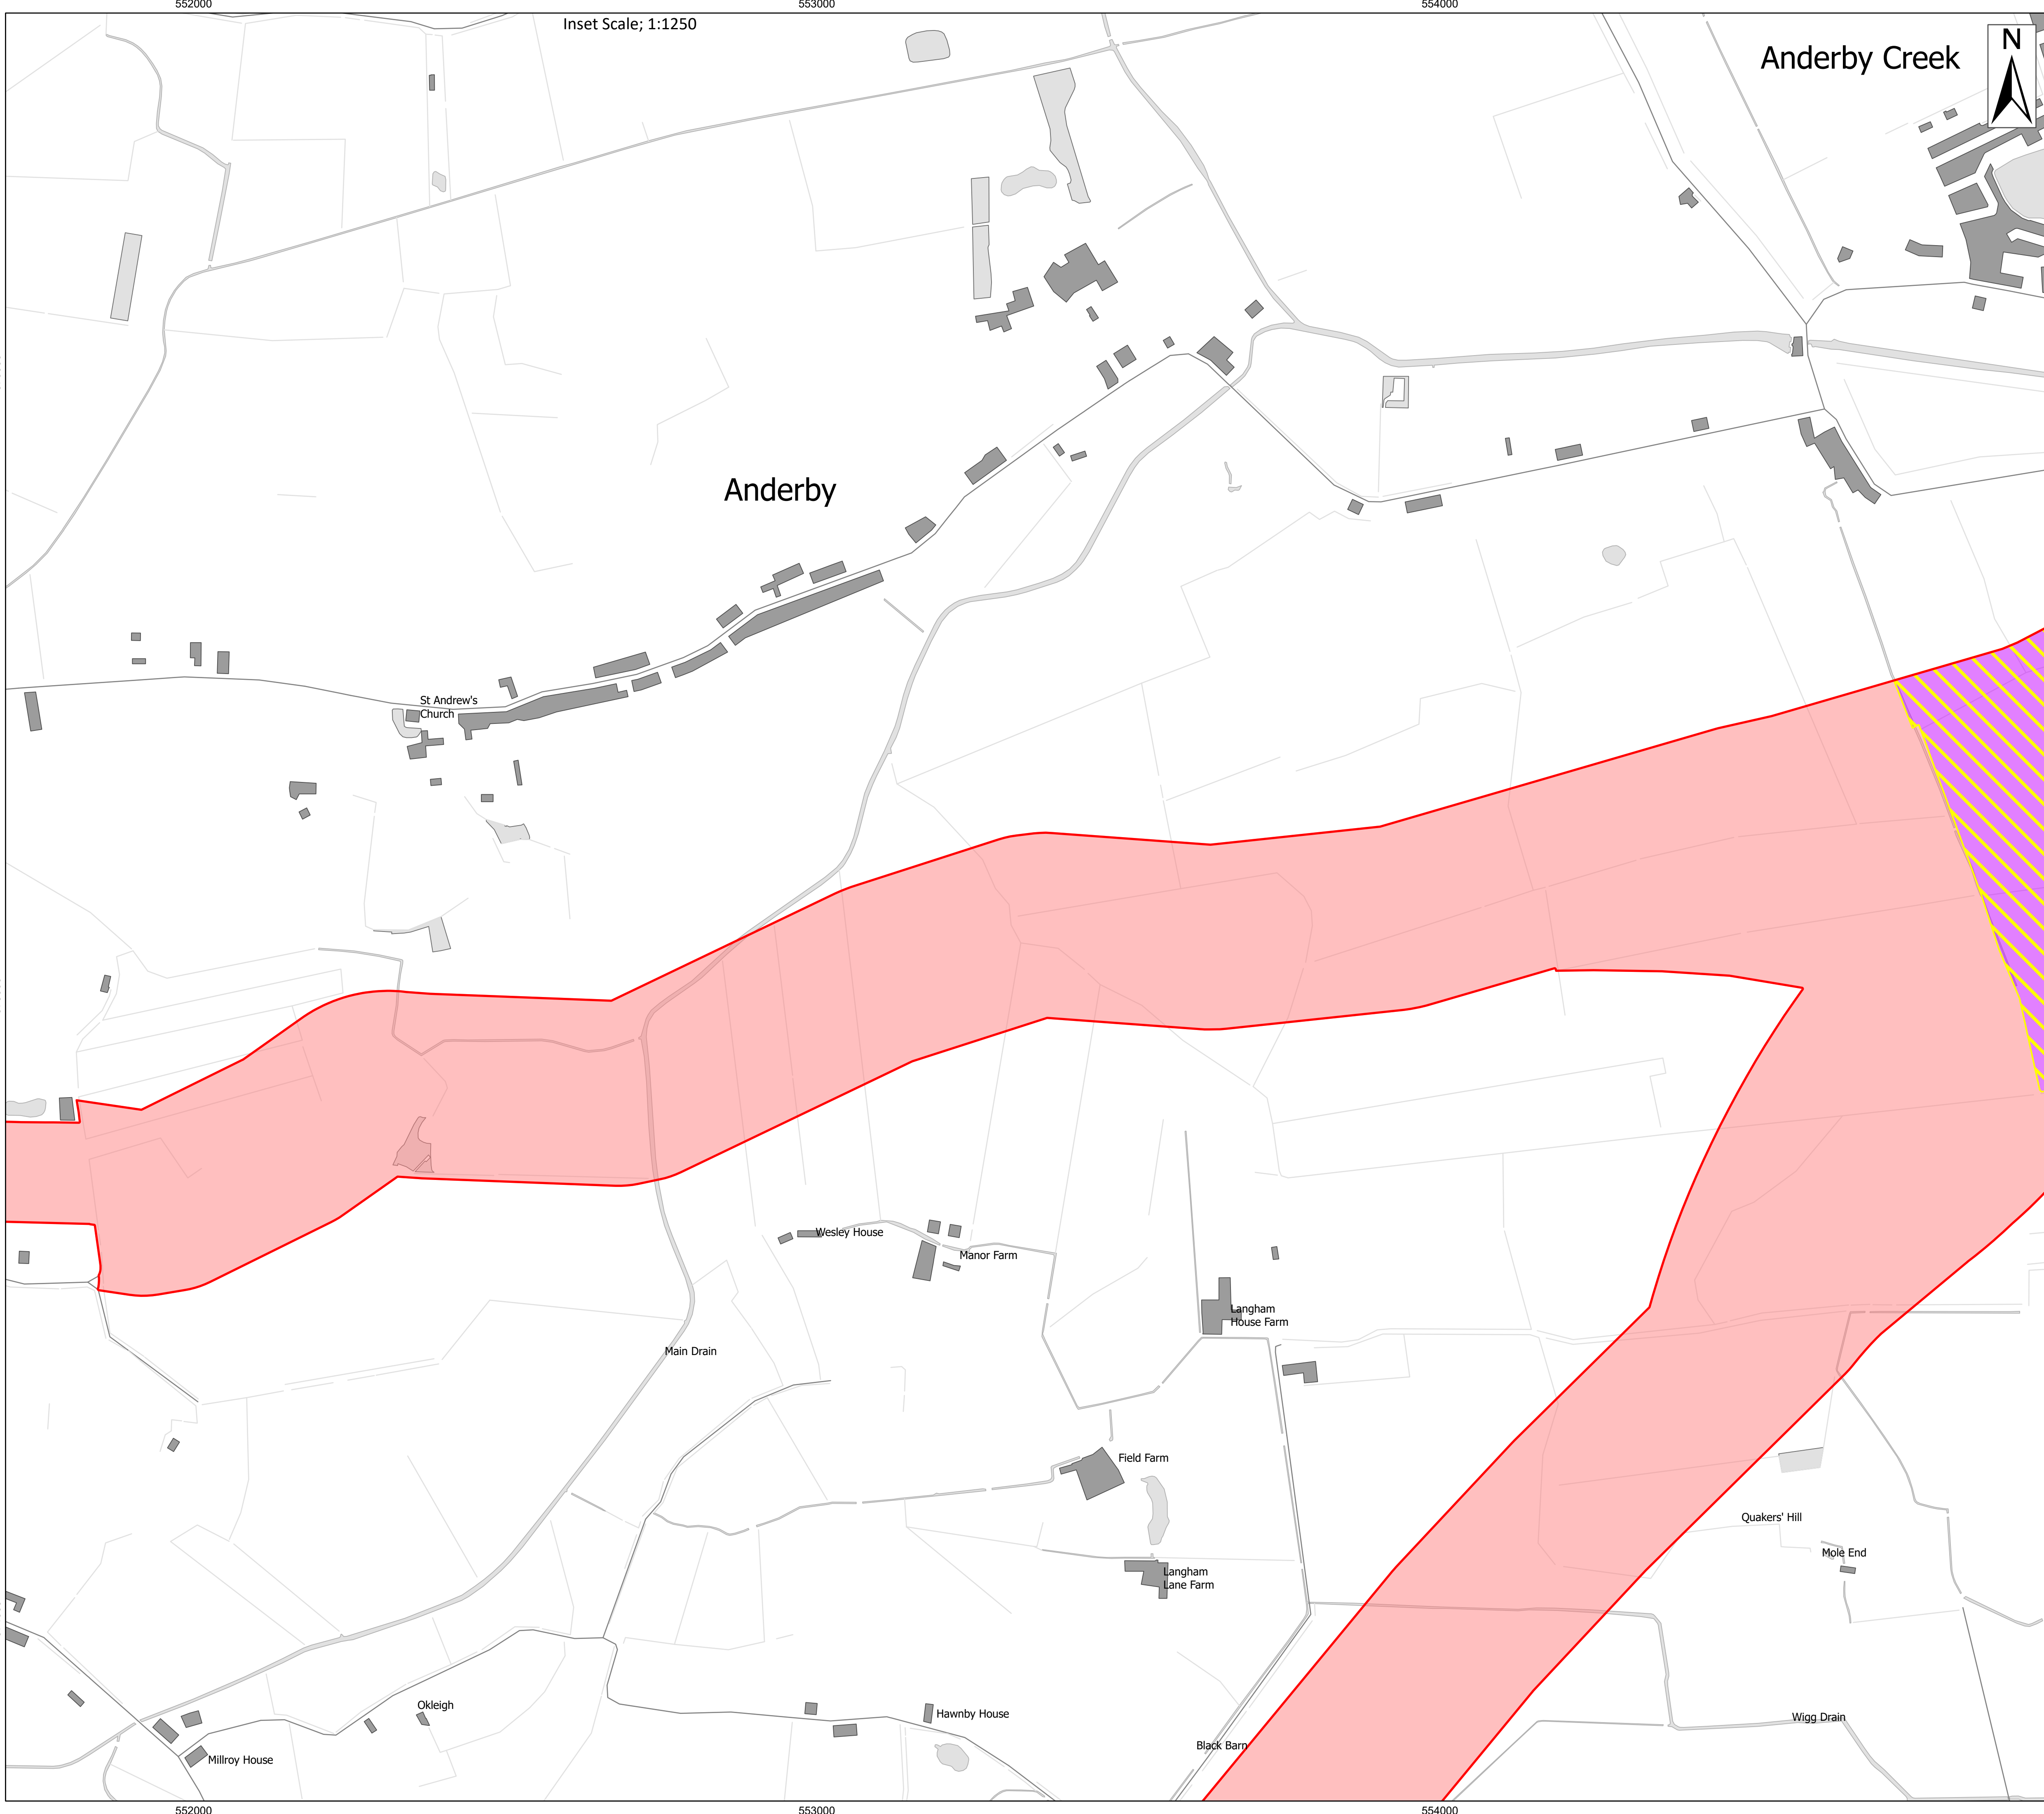 552000
553000
554000
Inset Scale; 1:1250
Anderby Creek
N
Anderby
St Andrew's
Church
Wesley House
Manor Farm
Langham
House Farm
Main Drain
Field Farm
Quakers' Hill
Mole End
Langham
Lane Farm
Okleigh
Hawnby House
Wigg Drain
Black Barn
Millroy House
552000
553000
554000